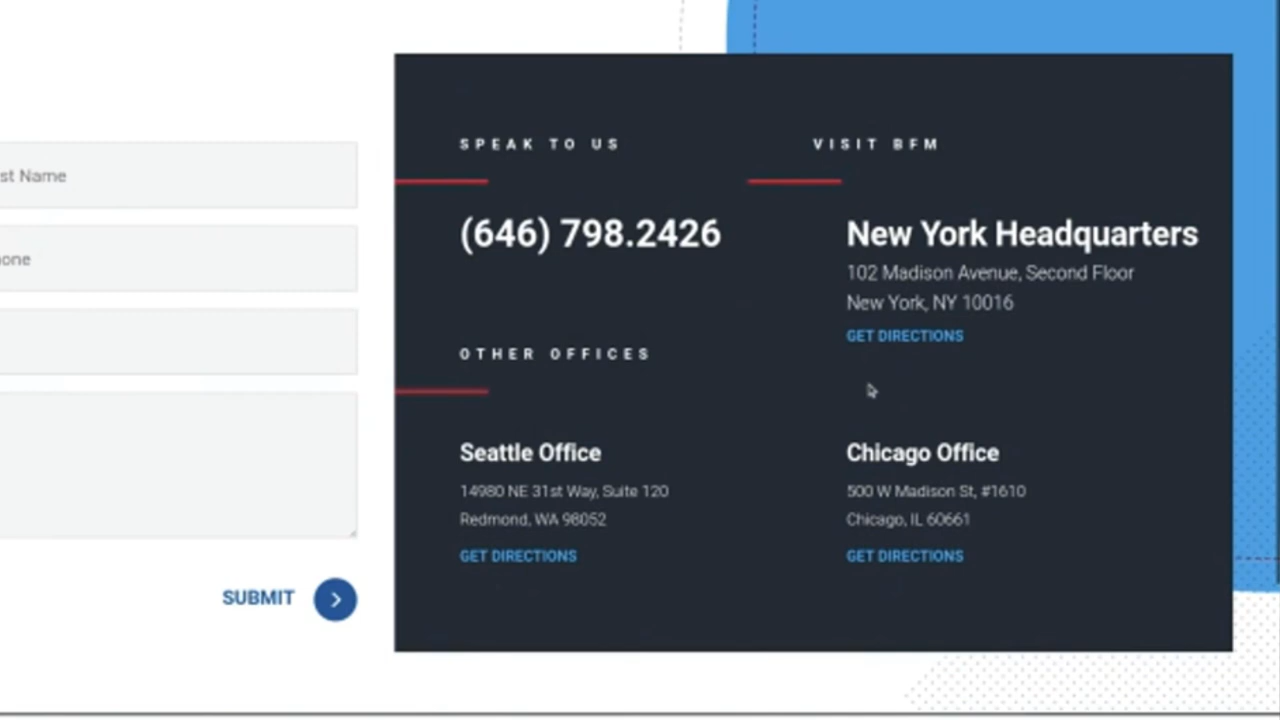 st Name
one
SUBMIT
SPEAK TO US
(646) 798.2426
VISIT BFM
New York Headquarters
102 Madison Avenue, Second Floor
New York, NY 10016
GET DIRECTIONS
OTHER OFFICES
Seattle Office
14980 NE 31st Way, Suite 120
Redmond, WA 98052
GET DIRECTIONS
Chicago Office
500 W Madison St, #1610
Chicago, IL 60661
GET DIRECTIONS